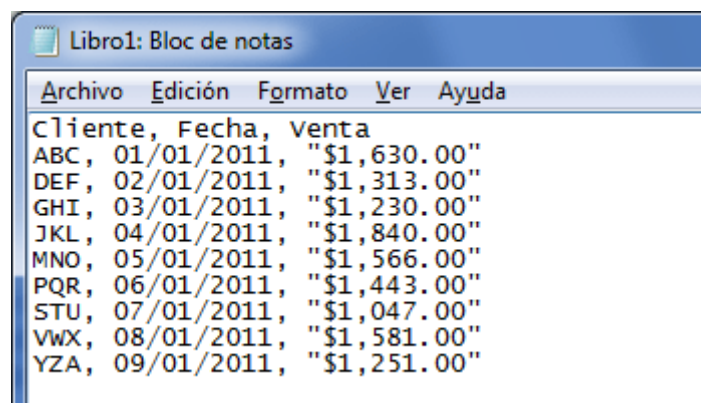 Libro1: Bloc de notas
Archivo Edición Formato Ver Ayuda
Cliente, Fecha, Venta
ABC, 01/01/2011, "$1,630.00"
DEF, 02/01/2011, "$1,313.00"
GHI, 03/01/2011, "$1,230.00"
JKL, 04/01/2011, "$1,840.00"
MNO, 05/01/2011, "$1,566.00"
PQR, 06/01/2011, "$1,443.00"
STU, 07/01/2011, "$1,047.00"
VWX, 08/01/2011, "$1,581.00"
YZA, 09/01/2011, "$1,251.00"